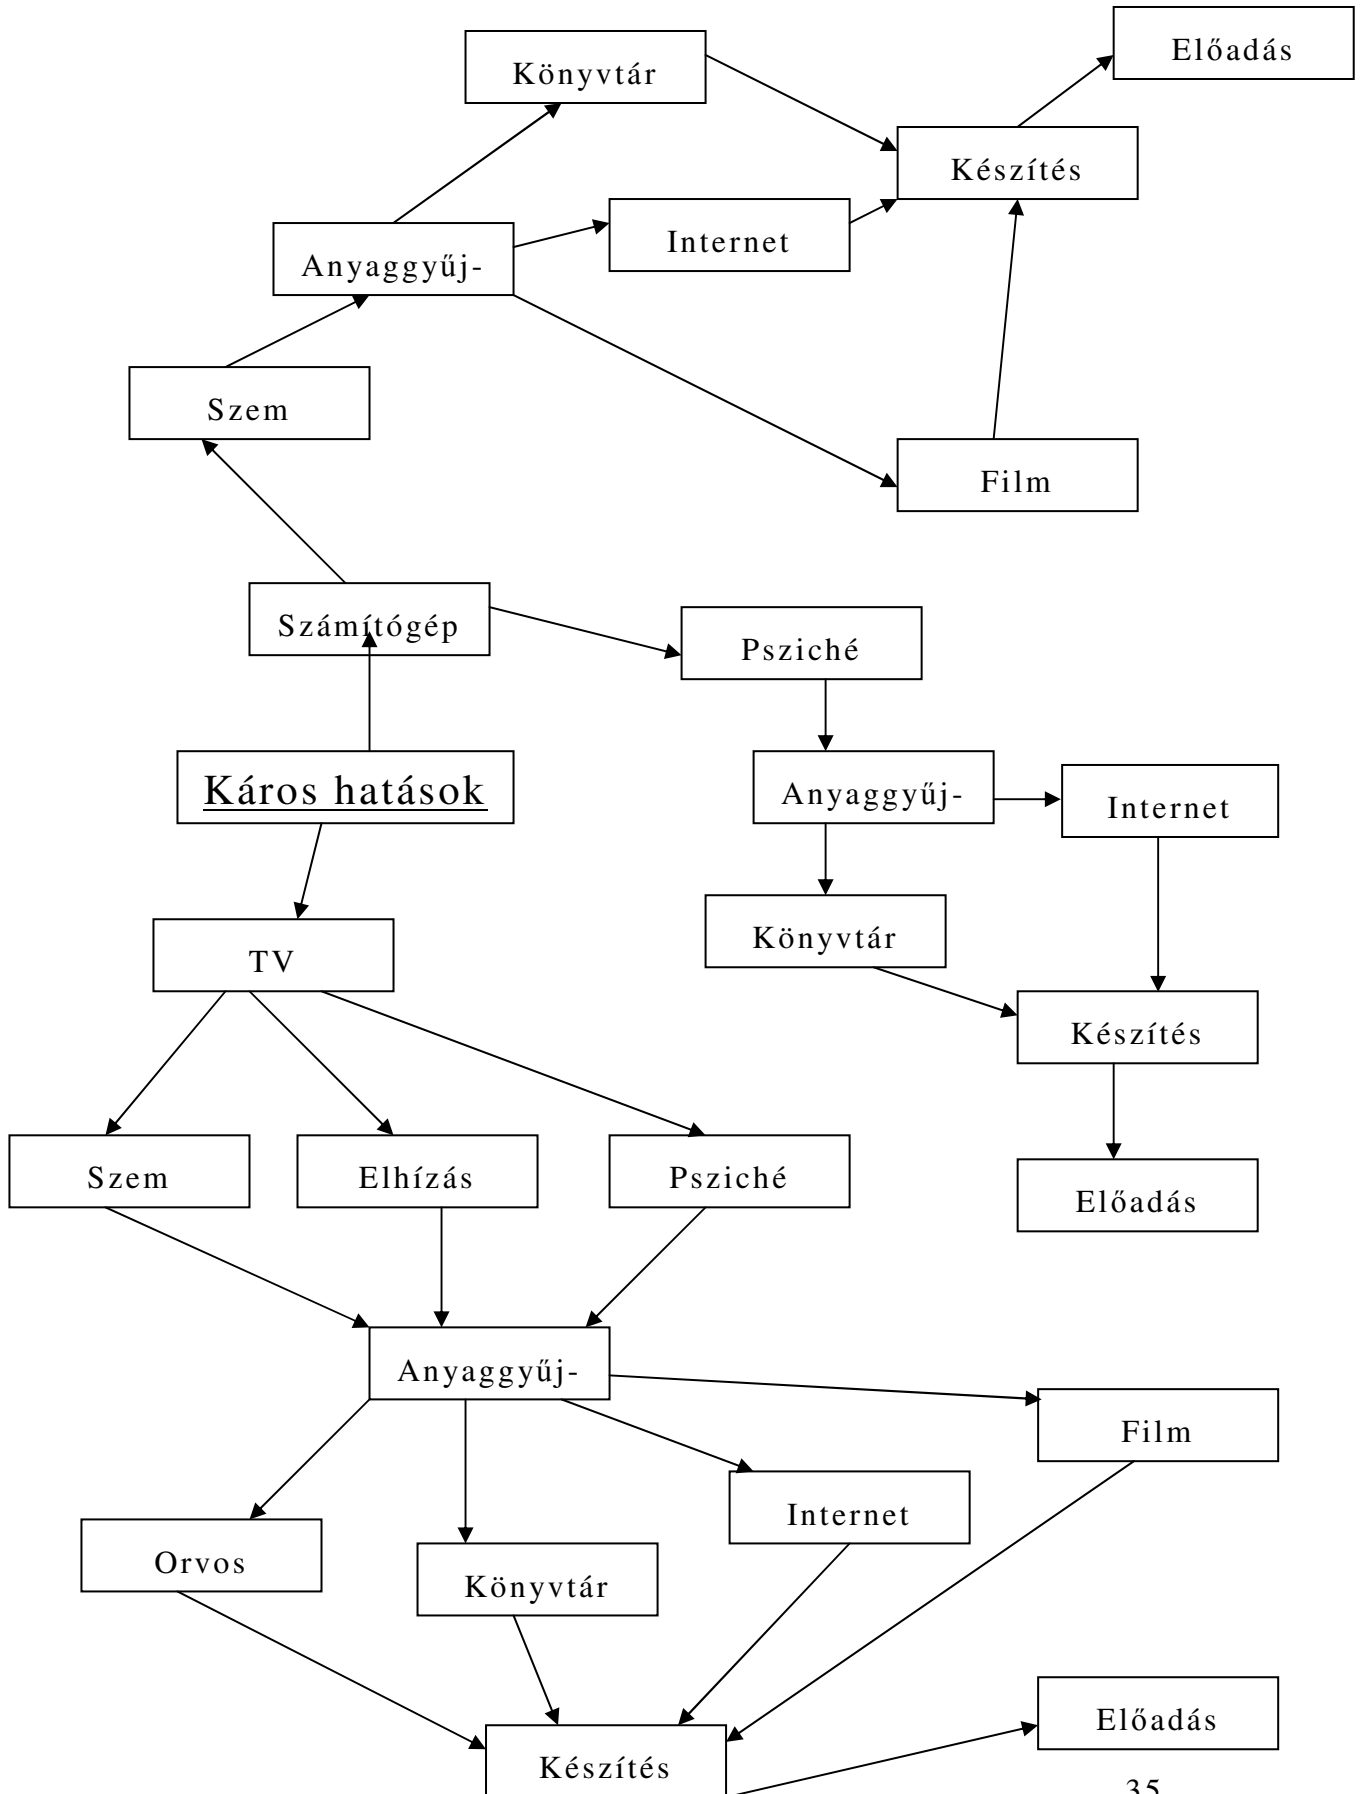 Előadás
Könyvtár
Készítés
Internet
Anyaggyűj-
Szem
Film
Számítógép
Psziché
Káros hatások
Anyaggyűj-
Internet
Könyvtár
TV
Készítés
Szem
Elhízás
Psziché
Előadás
Anyaggyűj-
Film
Internet
Orvos
Könyvtár
Előadás
Készítés
35